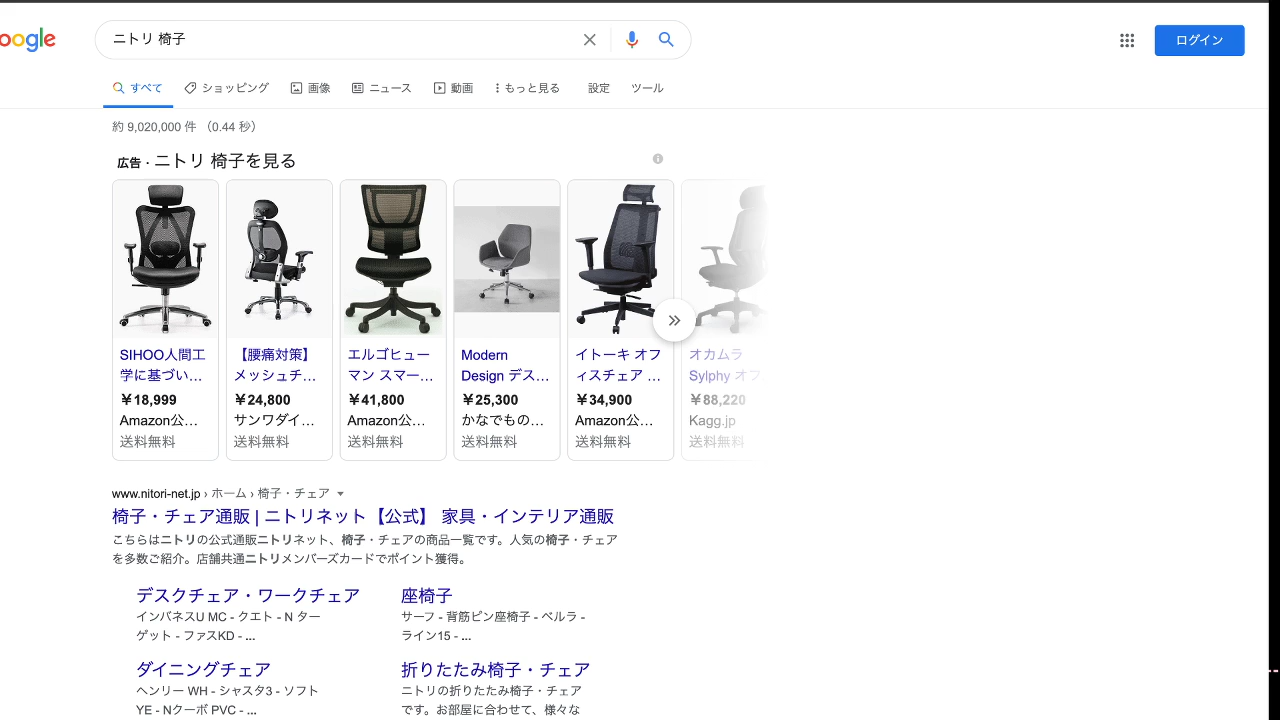 oogle
ニトリ 椅子
ログイン
すべて
ショッピング
画像
ニュース
動画
もっと見る
設定
ツール
約 9,020,000 件 （0.44 秒）
広告・ニトリ 椅子を見る
SIHOO人間工
学に基づい...
￥18,999
Amazon公...
送料無料
【腰痛対策】
メッシュチ...
￥24,800
サンワダイ...
送料無料
エルゴヒュー
マン スマー...
￥41,800
Amazon公...
送料無料
Modern
Design デス...
￥25,300
かなでもの...
送料無料
イトーキ オフ
ィスチェア ...
￥34,900
Amazon公...
送料無料
オカムラ
Sylphy オフ
￥88,220
Kagg.jp
送料無料
www.nitori-net.jp › ホーム › 椅子・チェア
椅子・チェア通販 | ニトリネット【公式】 家具・インテリア通販
こちらはニトリの公式通販ニトリネット、椅子・チェアの商品一覧です。人気の椅子・チェア
を多数ご紹介。店舗共通ニトリメンバーズカードでポイント獲得。
デスクチェア・ワークチェア
インバネスU MC - クエト - N ター
ゲット - ファスKD - ...
座椅子
サーフ - 背筋ピン座椅子 - ベルラ -
ライン15 - ...
ダイニングチェア
ヘンリー WH - シャスタ3 - ソフト
YE - Nクーボ PVC - ...
折りたたみ椅子・チェア
ニトリの折りたたみ椅子・チェア
です。お部屋に合わせて、様々な